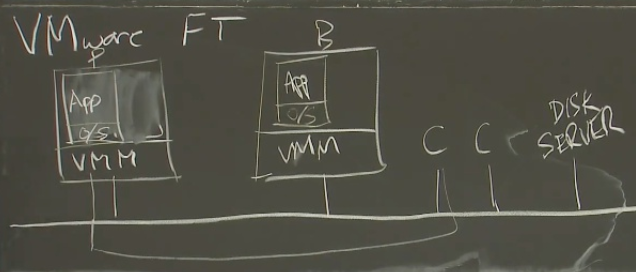 VMware FT
P
App
O/S
VMM
B
App
O/S
VMM
C
C
DISK
SERVER